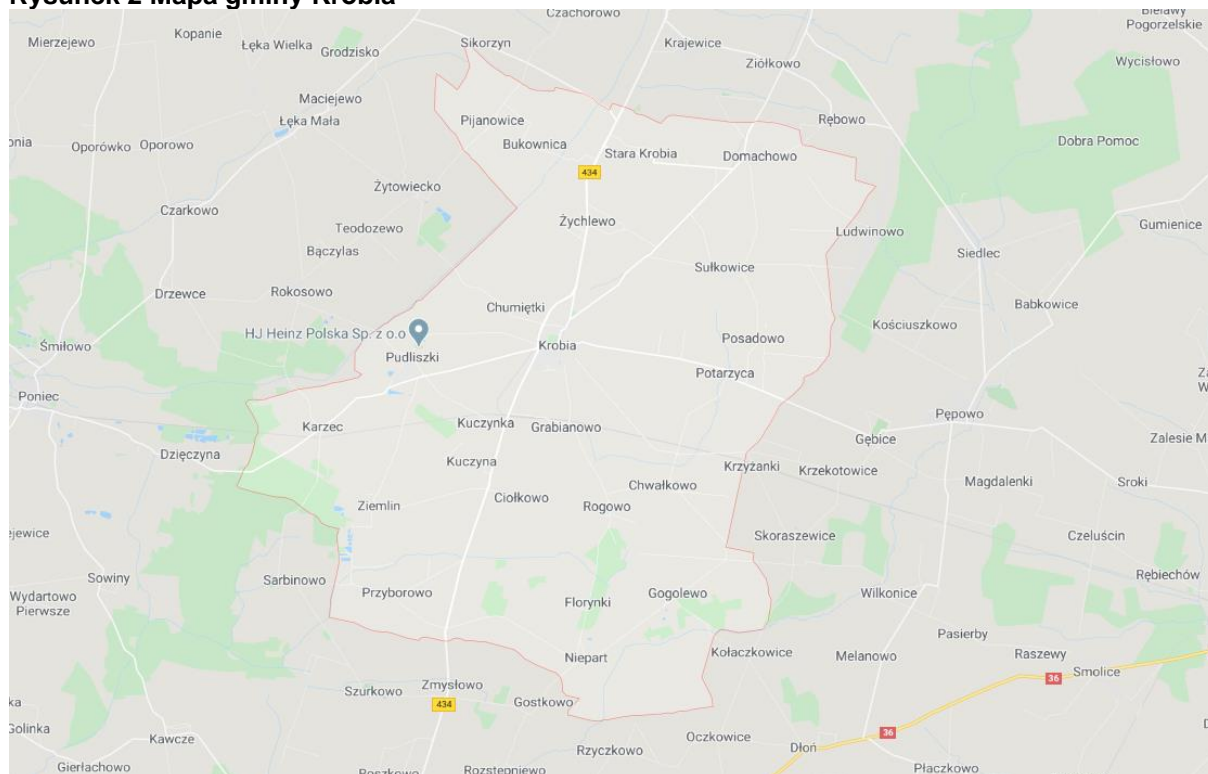 Rysunek 2 Mapa gminy Krobia
Czachorowo
Pogorzelskie
Mierzejewo
Kopanie
Łęka Wielka
Grodzisko
Sikorzyn
Krajewice
Ziółkowo
Wycisłowo
Maciejewo
Łęka Mała
Pijanowice
Rębowo
Oporówko
Oporowo
Bukownica
Stara Krobia
Domachowo
Dobra Pomoc
434
Żytowiecko
Czarkowo
Teodozewo
Żychlewo
Ludwinowo
Gumienice
Bączylas
Siedlec
Sułkowice
Drzewce
Rokosowo
Chumiętki
Babkowice
HJ Heinz Polska Sp. z o.o
Kościuszkowo
Śmiłowo
Pudliszki
Krobia
Posadowo
Potarzyca
Poniec
Pępowo
Karzec
Kuczynka
Grabianowo
Gębice
Zalesie M
Dzięczyna
Kuczyna
Krzyżanki
Krzekotowice
Chwałkowo
Magdalenki
Sroki
Ziemlin
Ciołkowo
Rogowo
ejewice
Skoraszewice
Czeluścin
Sowiny
Sarbinowo
Rębiechów
Wydartowo
Pierwsze
Przyborowo
Florynki
Gogolewo
Wilkonice
Pasierby
Niepart
Kołaczkowice
Melanowo
Raszewy
36
Smolice
Szurkowo
Zmysłowo
434
Gostkowo
ka
Golinka
Kawcze
Rzyczkowo
Oczkowice
36
Dłoń
Gierłachowo
Roszkowo
Rozstępniewo
Płaczkowo